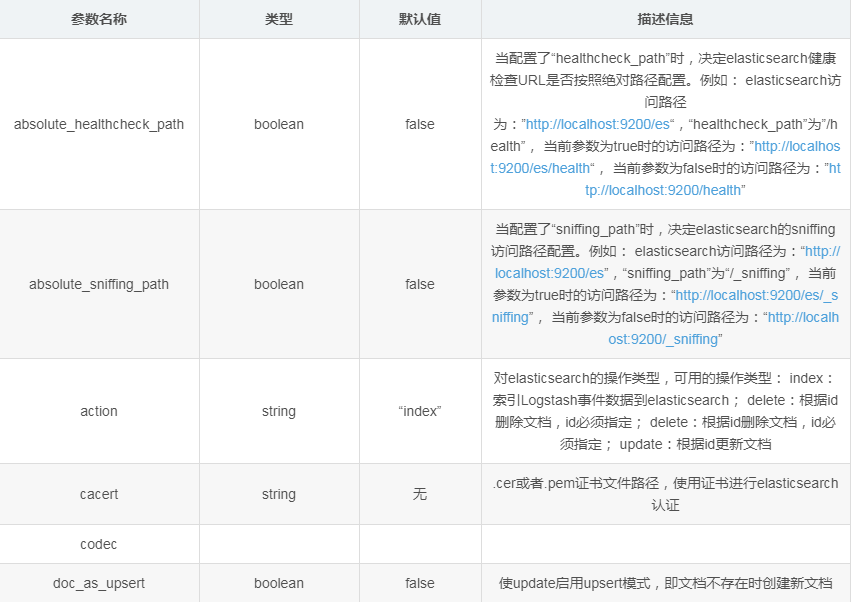 参数名称 类型 默认值 描述信息
当配置了“healthcheck_path”时，决定elasticsearch健康
检查URL是否按照绝对路径配置。例如： elasticsearch访
问路径
absolute_healthcheck_path boolean false 为：”http://localhost:9200/es“，“healthcheck_path”为”/h
ealth”， 当前参数为true时的访问路径为：”http://localhos
t:9200/es/health“， 当前参数为false时的访问路径为：”ht
tp://localhost:9200/health”
当配置了“sniffing_path”时，决定elasticsearch的sniffing
访问路径配置。例如： elasticsearch访问路径为：“http://
localhost:9200/es”，“sniffing_path”为“/_sniffing”， 当前
absolute_sniffing_path boolean false
参数为true时的访问路径为：“http://localhost:9200/es/_s
niffing”， 当前参数为false时的访问路径为：“http://localh
ost:9200/_sniffing”
对elasticsearch的操作类型，可用的操作类型： index：
索引Logstash事件数据到elasticsearch； delete：根据id
action string “index”
删除文档，id必须指定； delete：根据id删除文档，id必
须指定； update：根据id更新文档
cacert string 无
.cer或者.pem证书文件路径，使用证书进行elasticsearch
认证
codec
doc_as_upsert boolean false 使update启用upsert模式，即文档不存在时创建新文档